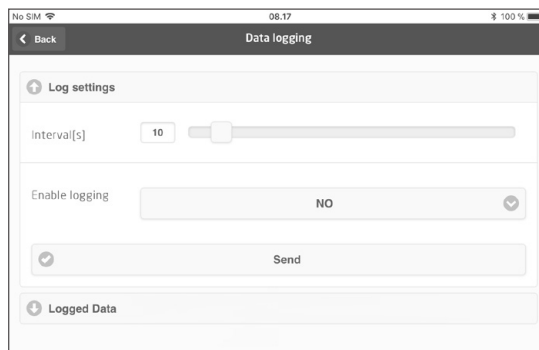 No SIM 08.17 100 %
Back Data logging
Log settings
Interval[s] 10
Enable logging NO
Send
Logged Data